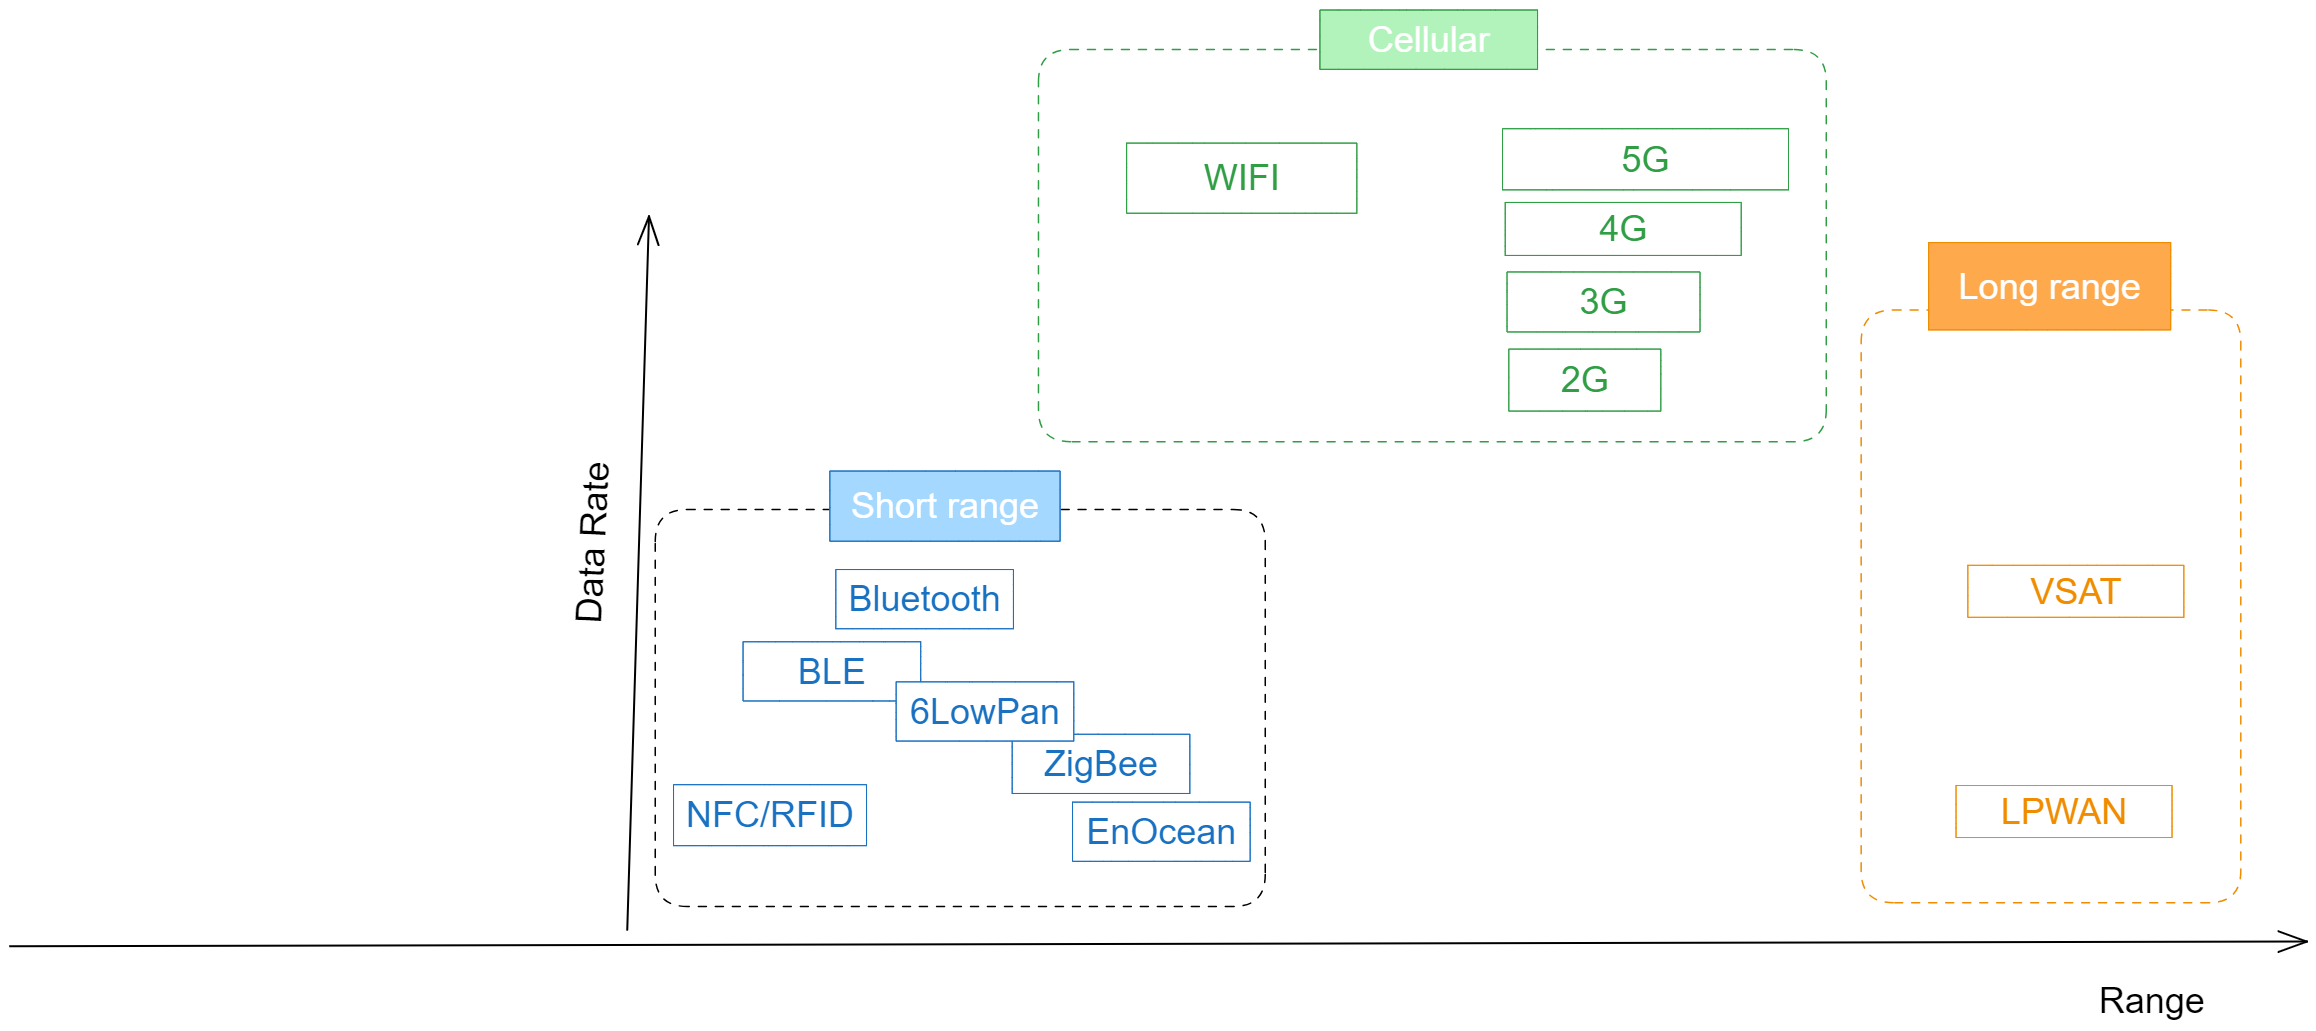 Cellular
WIFI
5G
4G
3G
2G
Long range
VSAT
LPWAN
Data Rate
Short range
Bluetooth
BLE
6LowPan
ZigBee
NFC/RFID
EnOcean
Range